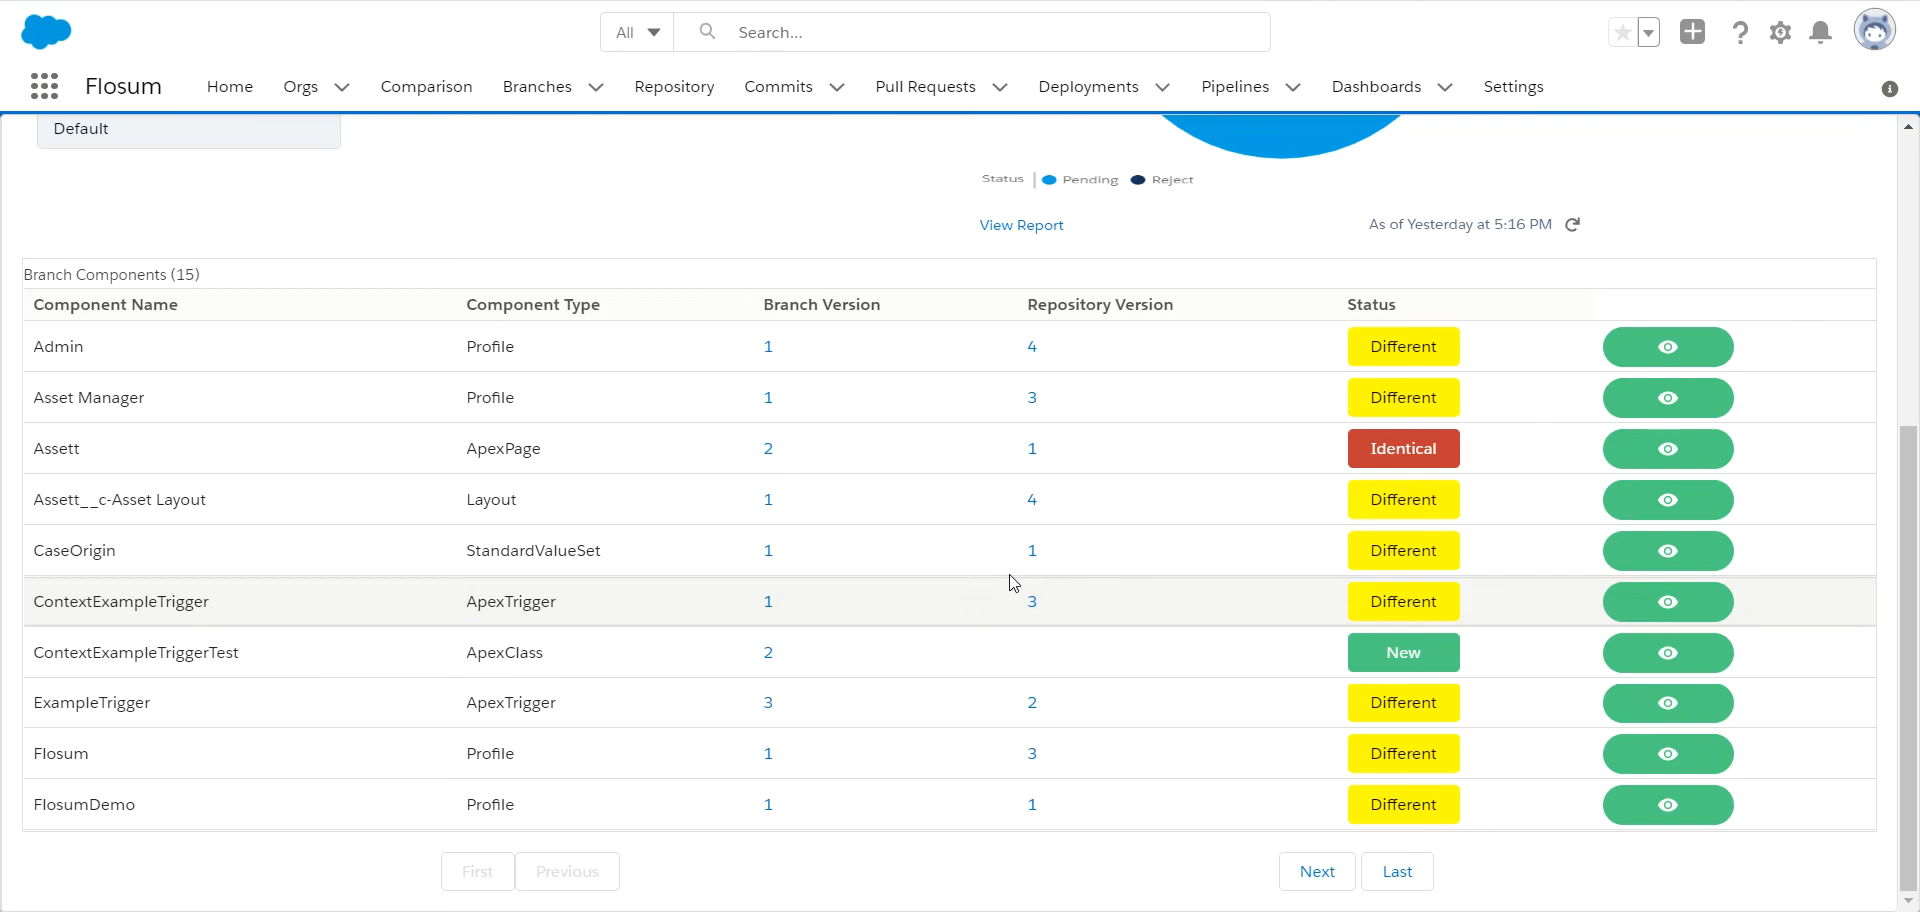 All Search...
Flosum Home Orgs Comparison Branches Repository Commits Pull Requests Deployments Pipelines Dashboards Settings
Default
Status Pending Reject
View Report As of Yesterday at 5:16 PM
Branch Components (15)
Component Name Component Type Branch Version Repository Version Status
Admin Profile 1 4 Different
Asset Manager Profile 1 3 Different
Assett ApexPage 2 1 Identical
Assett__c-Asset Layout Layout 1 4 Different
CaseOrigin StandardValueSet 1 1 Different
ContextExampleTrigger ApexTrigger 1 3 Different
ContextExampleTriggerTest ApexClass 2 New
ExampleTrigger ApexTrigger 3 2 Different
Flosum Profile 1 3 Different
FlosumDemo Profile 1 1 Different
First Previous Next Last